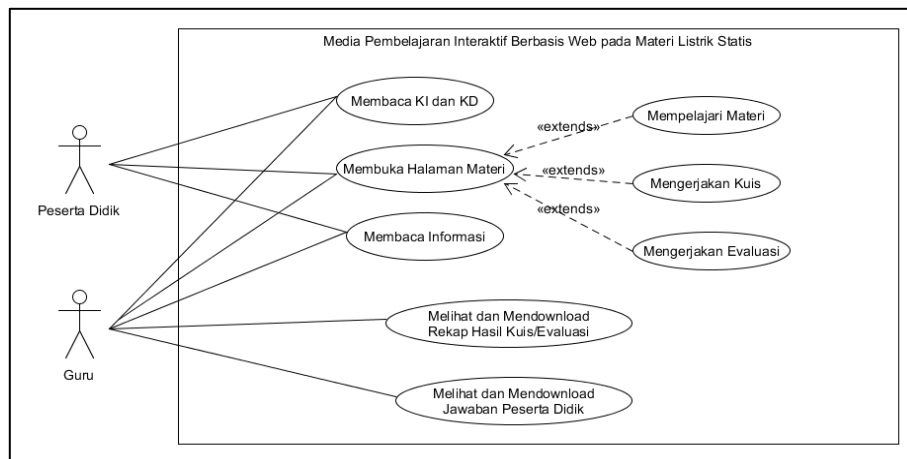 Media Pembelajaran Interaktif Berbasis Web pada Materi Listrik Statis
Membaca KI dan KD
Mempelajari Materi
«extends»
Peserta Didik
Membuka Halaman Materi
«extends»
Mengerjakan Kuis
«extends»
Membaca Informasi
Mengerjakan Evaluasi
Guru
Melihat dan Mendownload
Rekap Hasil Kuis/Evaluasi
Melihat dan Mendownload
Jawaban Peserta Didik